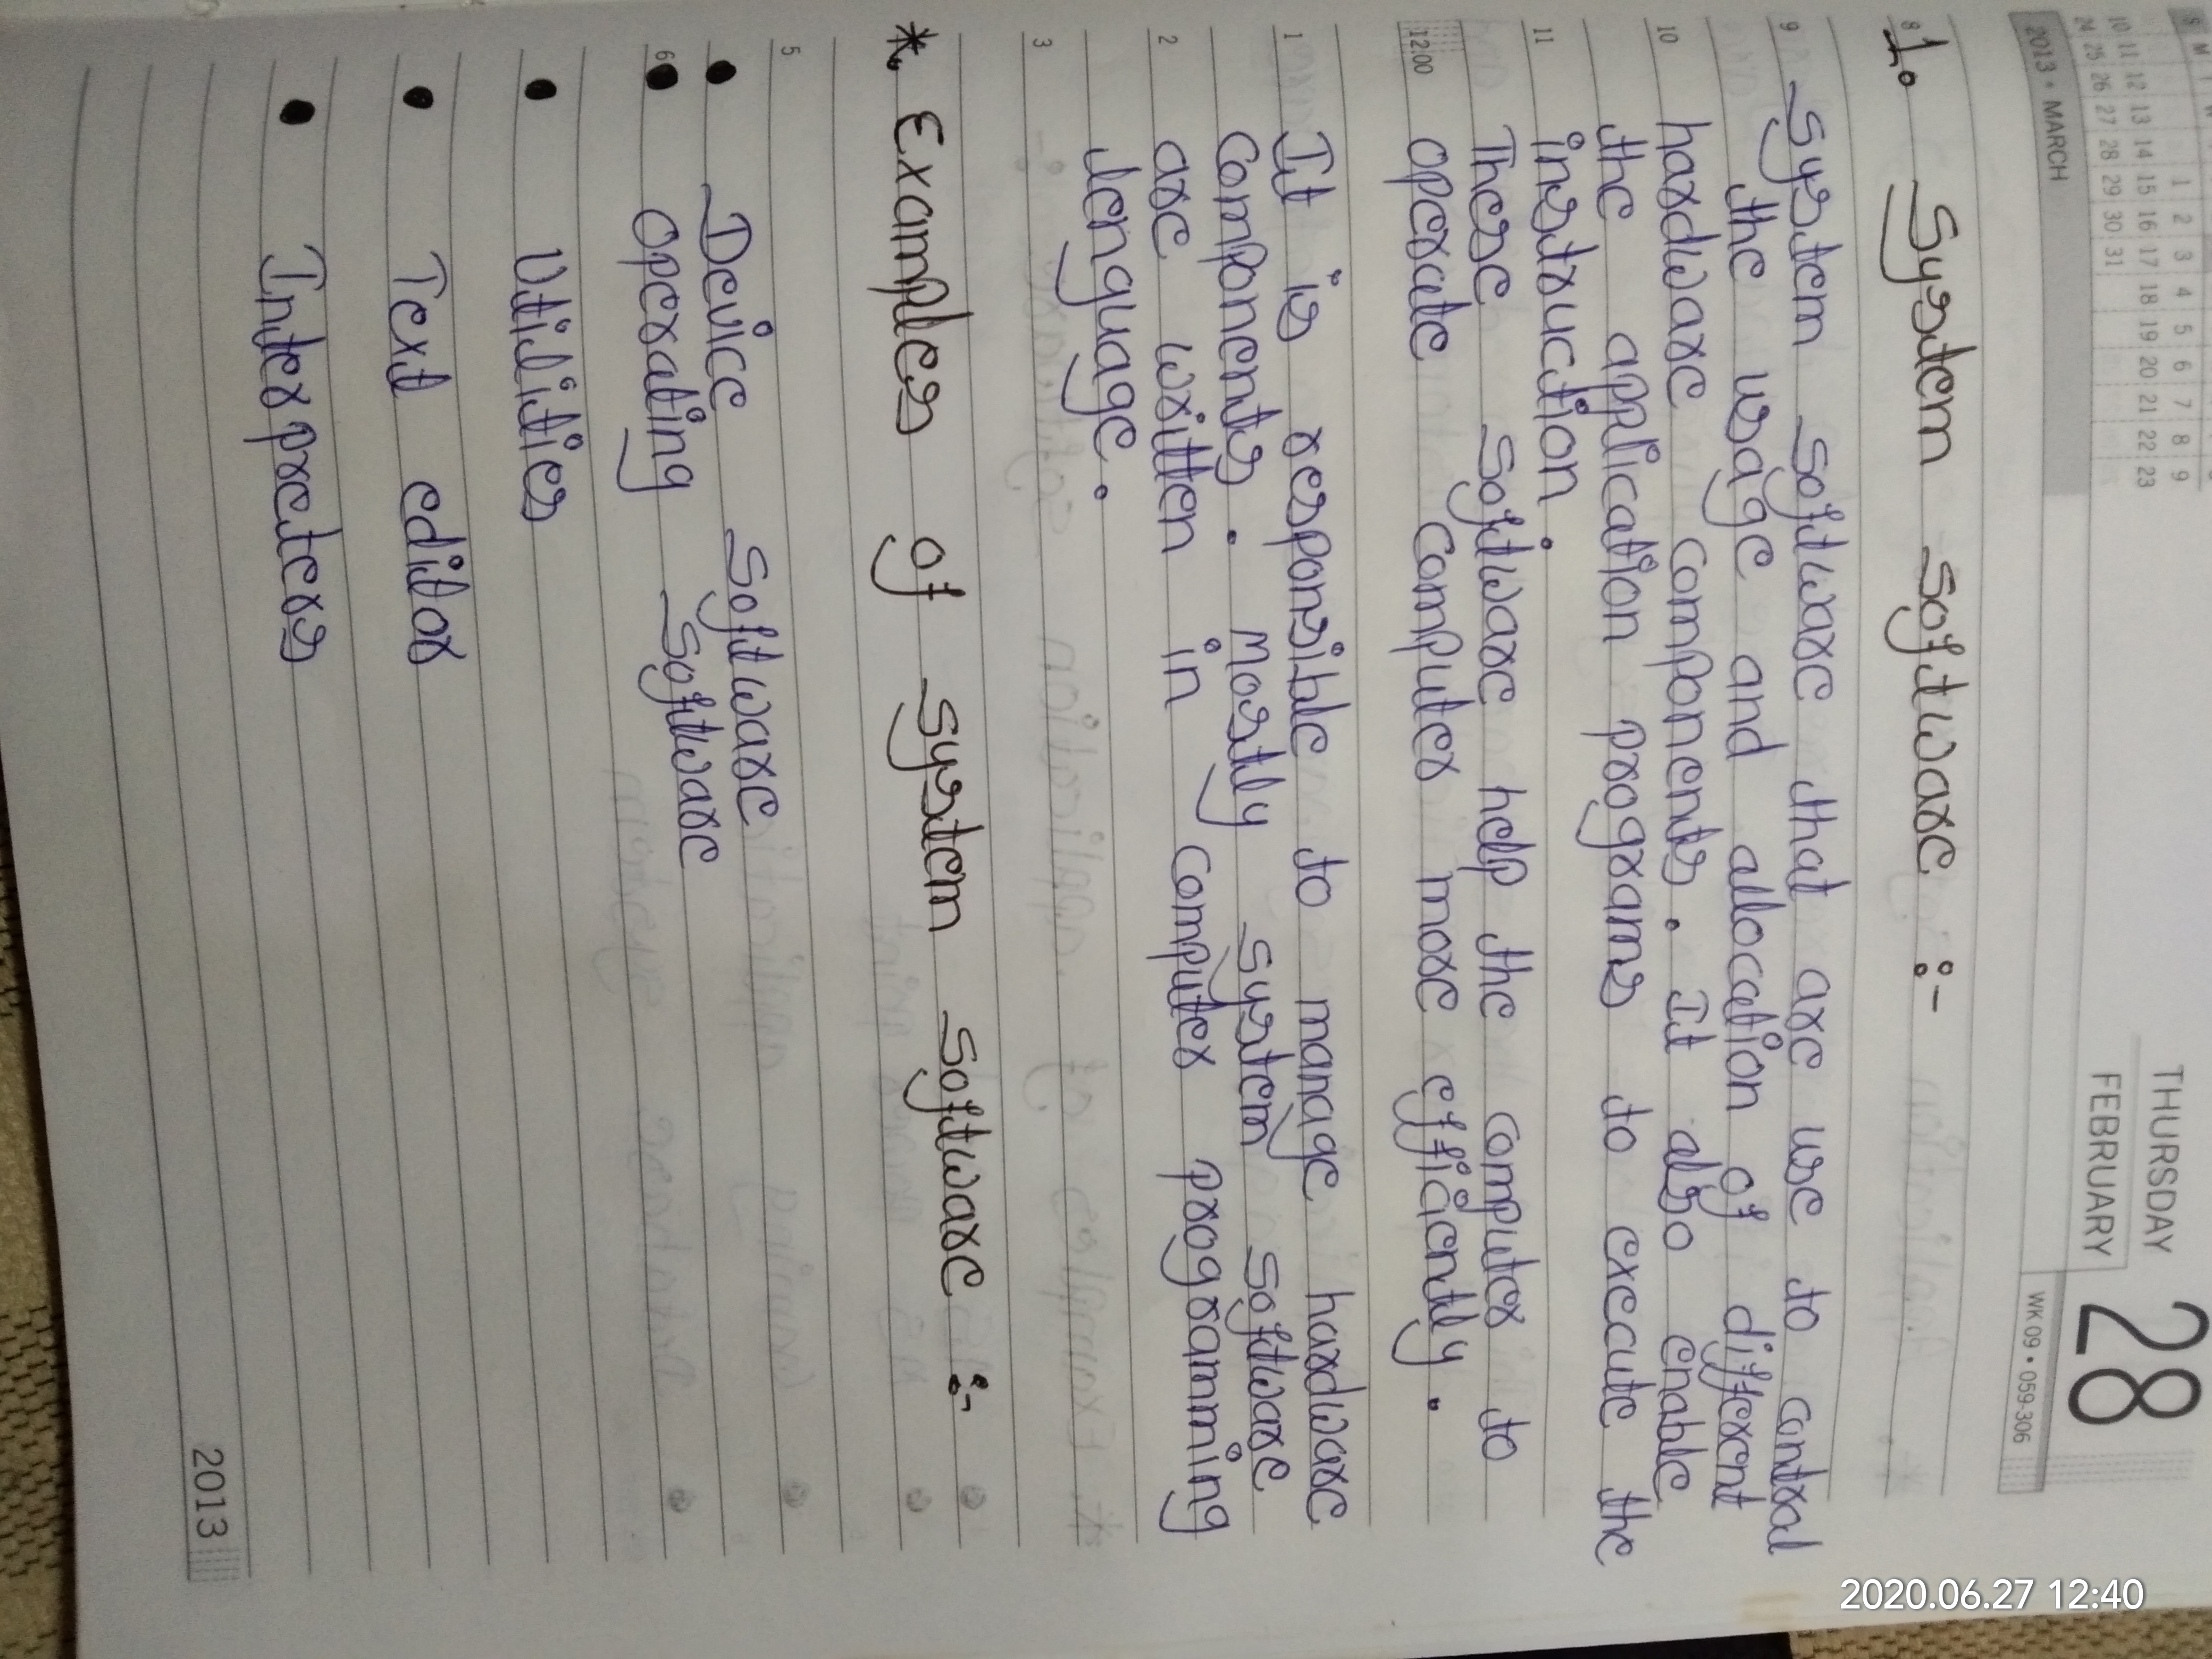 S M T W
1 2 3 4 5 6 7 8 9
10 11 12 13 14 15 16 17 18 19 20 21 22 23
24 25 26 27 28 29 30 31
2013 • MARCH
THURSDAY
FEBRUARY
28
WK 09 • 059-306
2020.06.27 12:40
8 1. System software :-
9 system software that are use to control
the usage and allocation of different
10 hardware components. It also enable
the application programs to execute the
11 instruction.
These software help the computer to
12.00 operate computer more efficiently.
1 It is responsible to manage hardware
components. Mostly system software
2 are written in computer programming
lenguage.
3
* Examples of system software :-
5
• Device software
6 • operating software
• Utilities
• Text editor
• Interpreters
2013